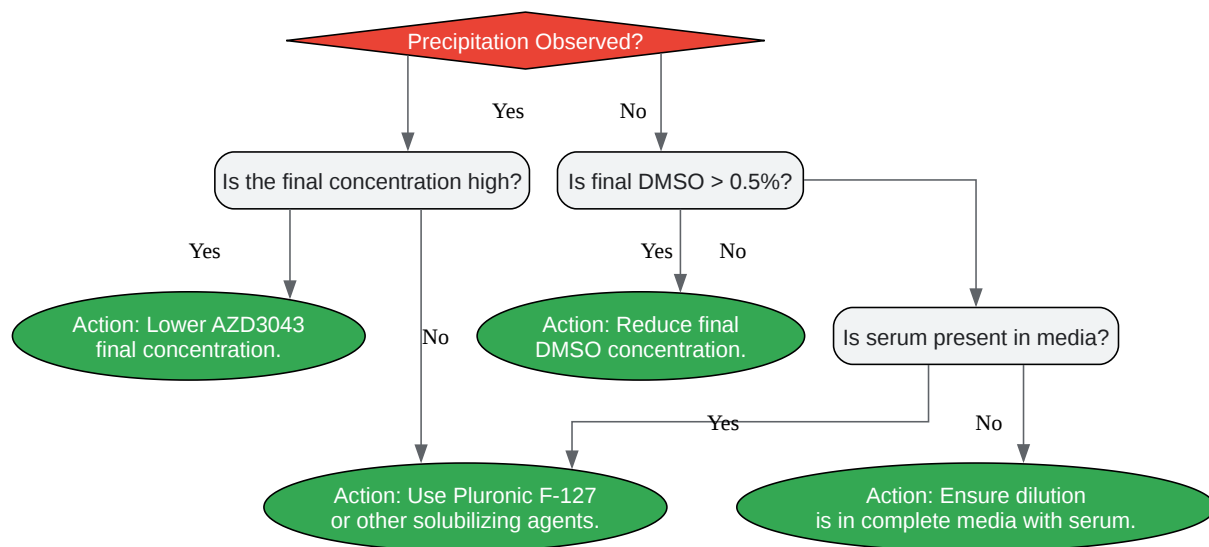 Precipitation Observed?
Yes
No
Is the final concentration high?
Is final DMSO > 0.5%?
Yes
Yes
No
Action: Lower AZD3043
final concentration.
No
Action: Reduce final
DMSO concentration.
Is serum present in media?
Yes
No
Action: Use Pluronic F-127
or other solubilizing agents.
Action: Ensure dilution
is in complete media with serum.